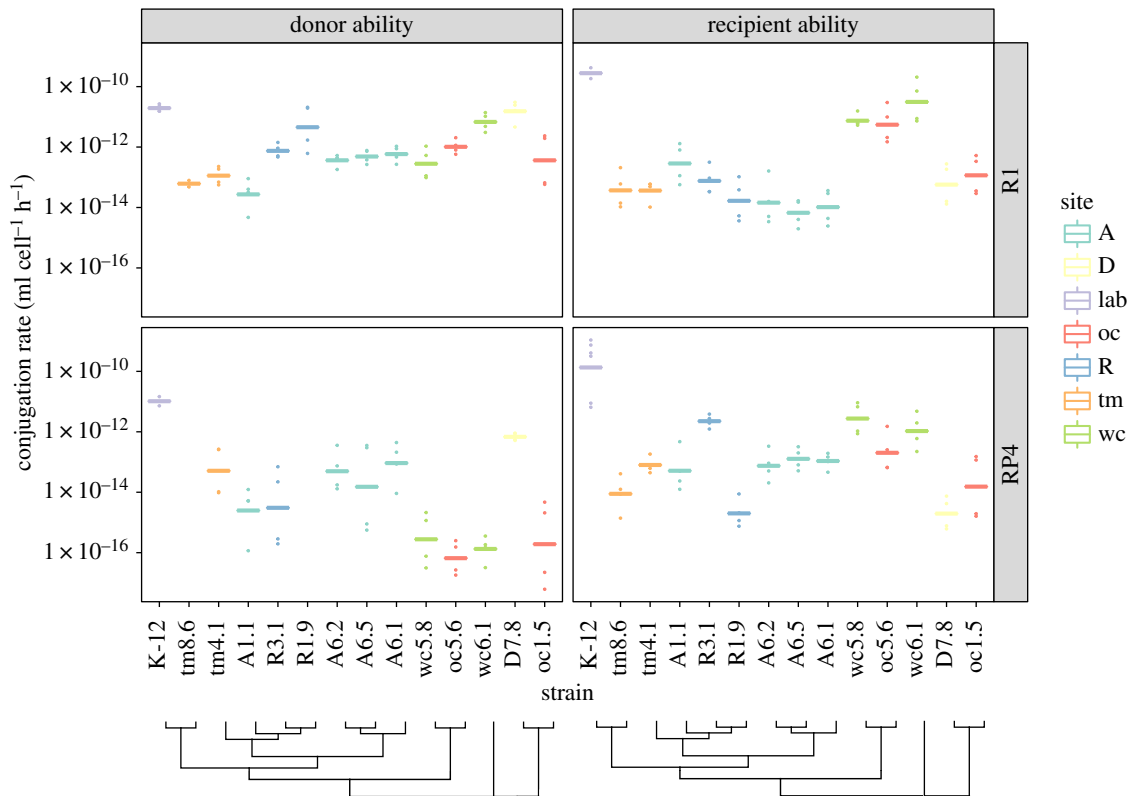 donor ability
recipient ability
conjugation rate (ml cell⁻¹ h⁻¹)
1 × 10⁻¹⁰
1 × 10⁻¹²
1 × 10⁻¹⁴
1 × 10⁻¹⁶
R1
1 × 10⁻¹⁰
1 × 10⁻¹²
1 × 10⁻¹⁴
1 × 10⁻¹⁶
RP4
site
A
D
lab
oc
R
tm
wc
K-12
tm8.6
tm4.1
A1.1
R3.1
R1.9
A6.2
A6.5
A6.1
wc5.8
oc5.6
wc6.1
D7.8
oc1.5
K-12
tm8.6
tm4.1
A1.1
R3.1
R1.9
A6.2
A6.5
A6.1
wc5.8
oc5.6
wc6.1
D7.8
oc1.5
strain